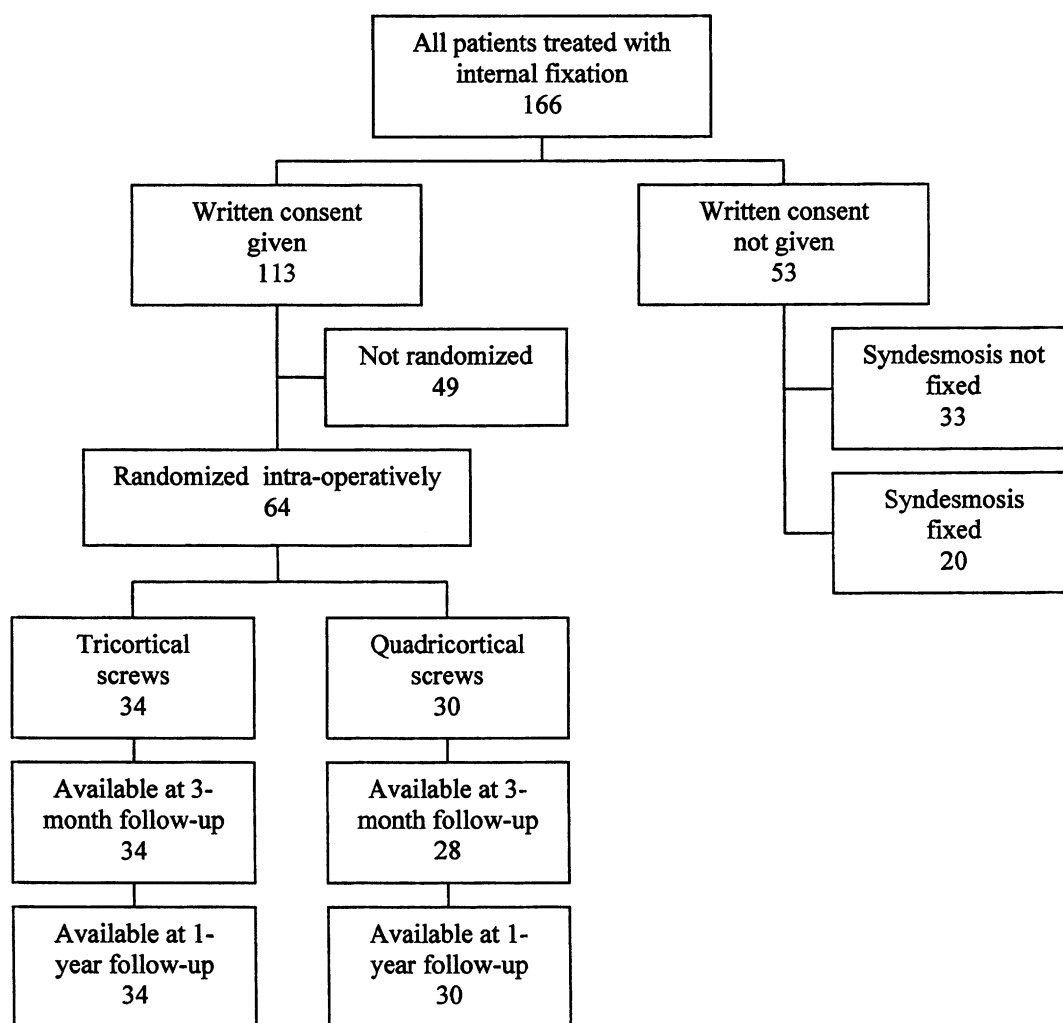 All patients treated with
internal fixation
166
Written consent
given
113
Written consent
not given
53
Not randomized
49
Syndesmosis not
fixed
33
Randomized intra-operatively
64
Syndesmosis
fixed
20
Tricortical
screws
34
Quadricortical
screws
30
Available at 3-
month follow-up
34
Available at 3-
month follow-up
28
Available at 1-
year follow-up
34
Available at 1-
year follow-up
30